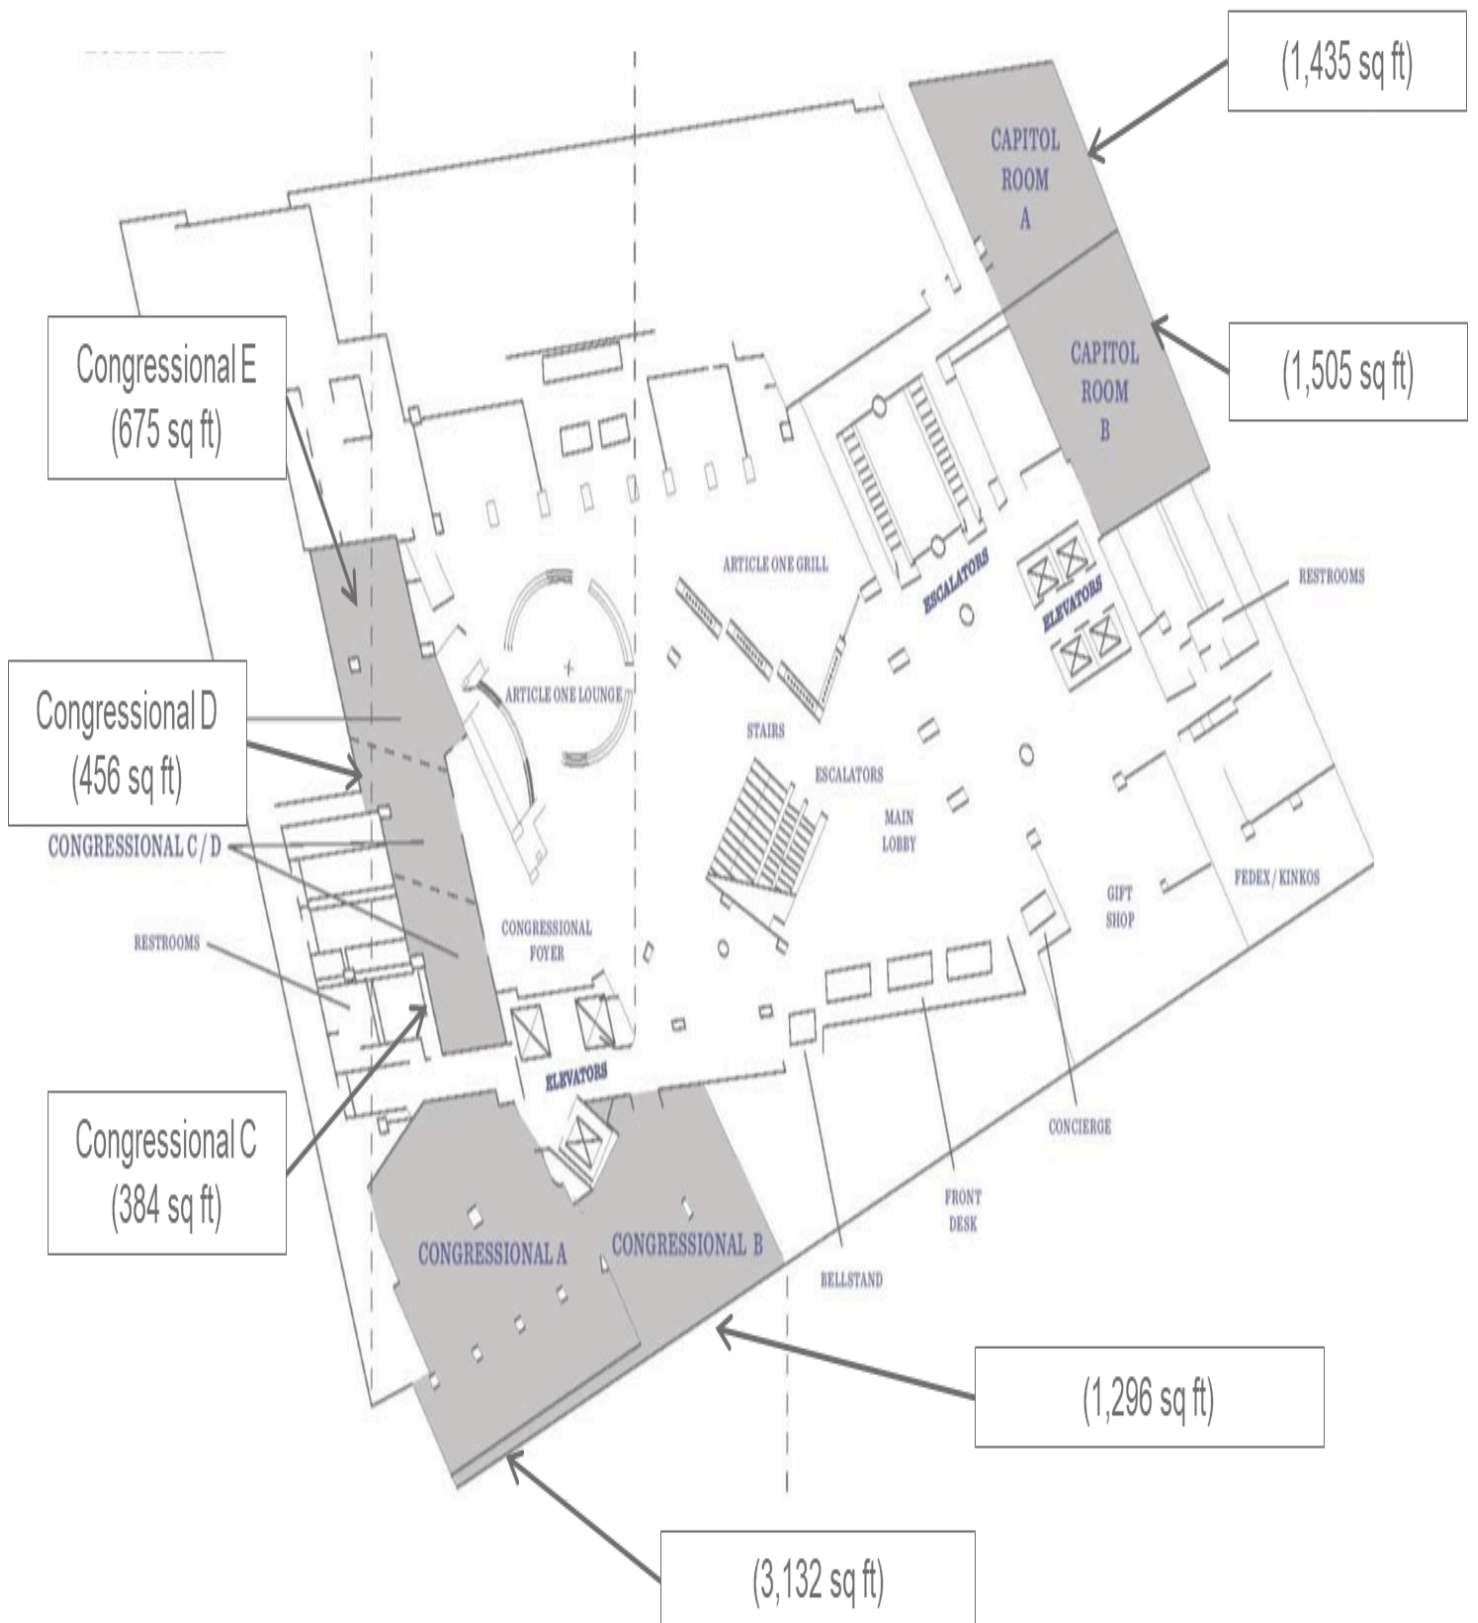 (1,435 sq ft)
CAPITOL
ROOM
A
Congressional E
(675 sq ft)
CAPITOL
ROOM
B
(1,505 sq ft)
ARTICLE ONE GRILL
ESCALATORS
ELEVATORS
RESTROOMS
Congressional D
(456 sq ft)
ARTICLE ONE LOUNGE
STAIRS
ESCALATORS
MAIN
LOBBY
CONGRESSIONAL C / D
GIFT
SHOP
FEDEX / KINKOS
RESTROOMS
CONGRESSIONAL
FOYER
ELEVATORS
Congressional C
(384 sq ft)
CONCIERGE
FRONT
DESK
CONGRESSIONAL A
CONGRESSIONAL B
BELLSTAND
(1,296 sq ft)
(3,132 sq ft)